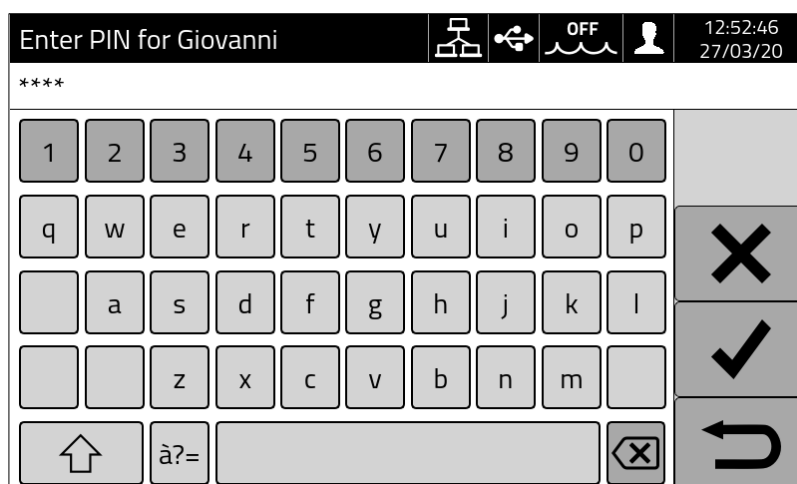 Enter PIN for Giovanni
OFF
12:52:46
27/03/20
****
1 2 3 4 5 6 7 8 9 0
q w e r t y u i o p
a s d f g h j k l
z x c v b n m
à?=